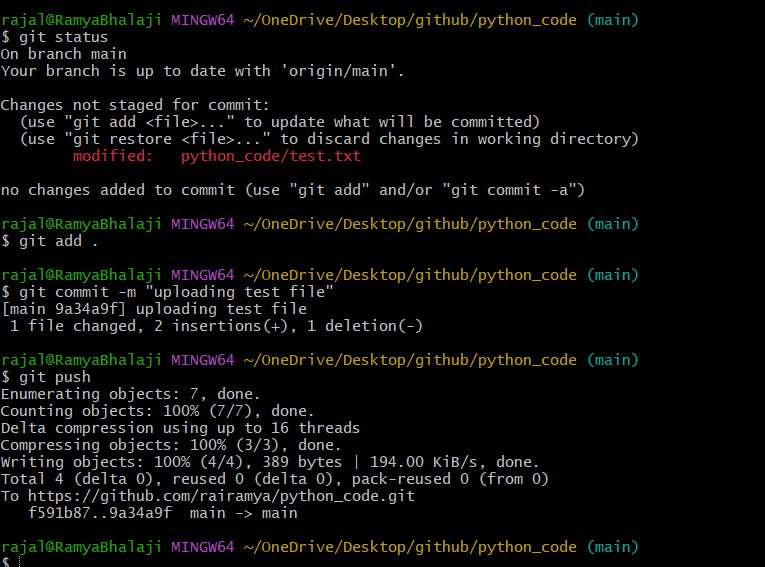 rajal@RamyaBhalaji MINGW64 ~/OneDrive/Desktop/github/python_code (main)
$ git status
On branch main
Your branch is up to date with 'origin/main'.
Changes not staged for commit:
  (use "git add <file>..." to update what will be committed)
  (use "git restore <file>..." to discard changes in working directory)
        modified:   python_code/test.txt
no changes added to commit (use "git add" and/or "git commit -a")
rajal@RamyaBhalaji MINGW64 ~/OneDrive/Desktop/github/python_code (main)
$ git add .
rajal@RamyaBhalaji MINGW64 ~/OneDrive/Desktop/github/python_code (main)
$ git commit -m "uploading test file"
[main 9a34a9f] uploading test file
 1 file changed, 2 insertions(+), 1 deletion(-)
rajal@RamyaBhalaji MINGW64 ~/OneDrive/Desktop/github/python_code (main)
$ git push
Enumerating objects: 7, done.
Counting objects: 100% (7/7), done.
Delta compression using up to 16 threads
Compressing objects: 100% (3/3), done.
Writing objects: 100% (4/4), 389 bytes | 194.00 KiB/s, done.
Total 4 (delta 0), reused 0 (delta 0), pack-reused 0 (from 0)
To https://github.com/rairamya/python_code.git
   f591b87..9a34a9f  main -> main
rajal@RamyaBhalaji MINGW64 ~/OneDrive/Desktop/github/python_code (main)
$